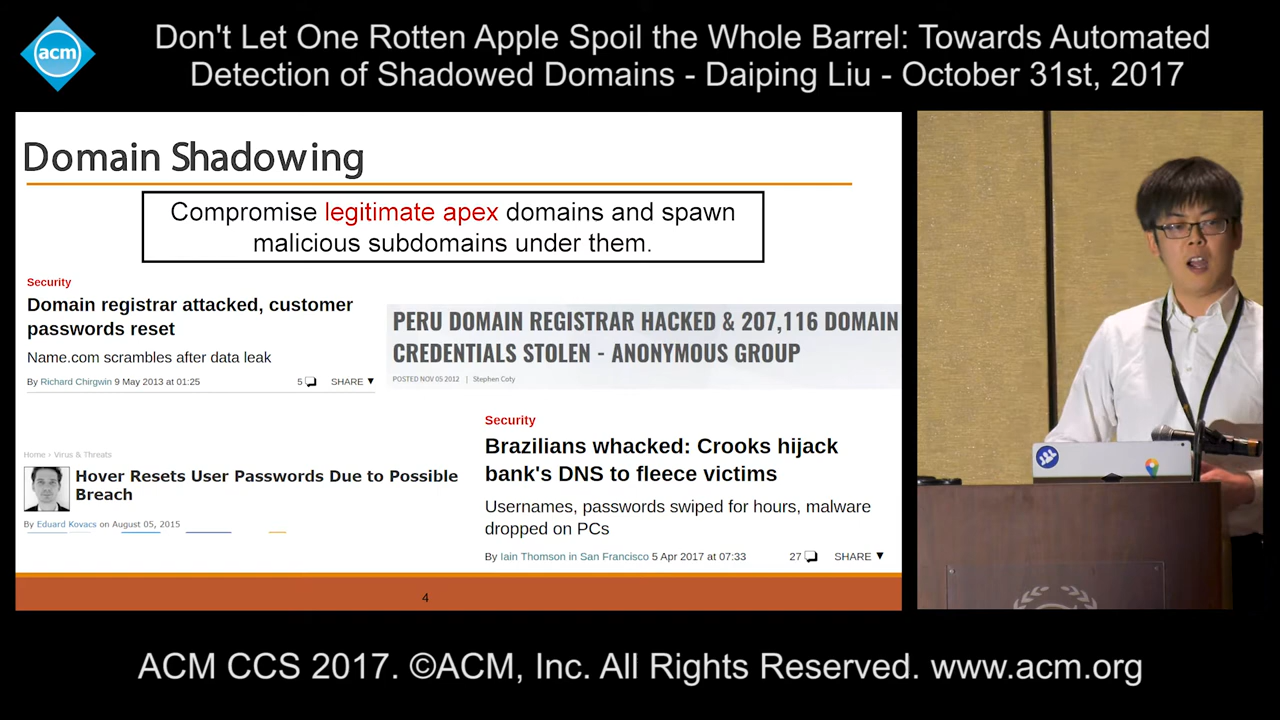 acm
Don't Let One Rotten Apple Spoil the Whole Barrel: Towards Automated
Detection of Shadowed Domains - Daiping Liu - October 31st, 2017
Domain Shadowing
Compromise legitimate apex domains and spawn
malicious subdomains under them.
Security
Domain registrar attacked, customer
passwords reset
Name.com scrambles after data leak
By Richard Chirgwin 9 May 2013 at 01:25
5
SHARE ▼
PERU DOMAIN REGISTRAR HACKED & 207,116 DOMAIN
CREDENTIALS STOLEN - ANONYMOUS GROUP
POSTED NOV 05 2012 | Stephen Coty
Home › Virus & Threats
Hover Resets User Passwords Due to Possible
Breach
By Eduard Kovacs on August 05, 2015
Security
Brazilians whacked: Crooks hijack
bank's DNS to fleece victims
Usernames, passwords swiped for hours, malware
dropped on PCs
By Iain Thomson in San Francisco 5 Apr 2017 at 07:33
27
SHARE ▼
4
ACM CCS 2017. ©ACM, Inc. All Rights Reserved. www.acm.org